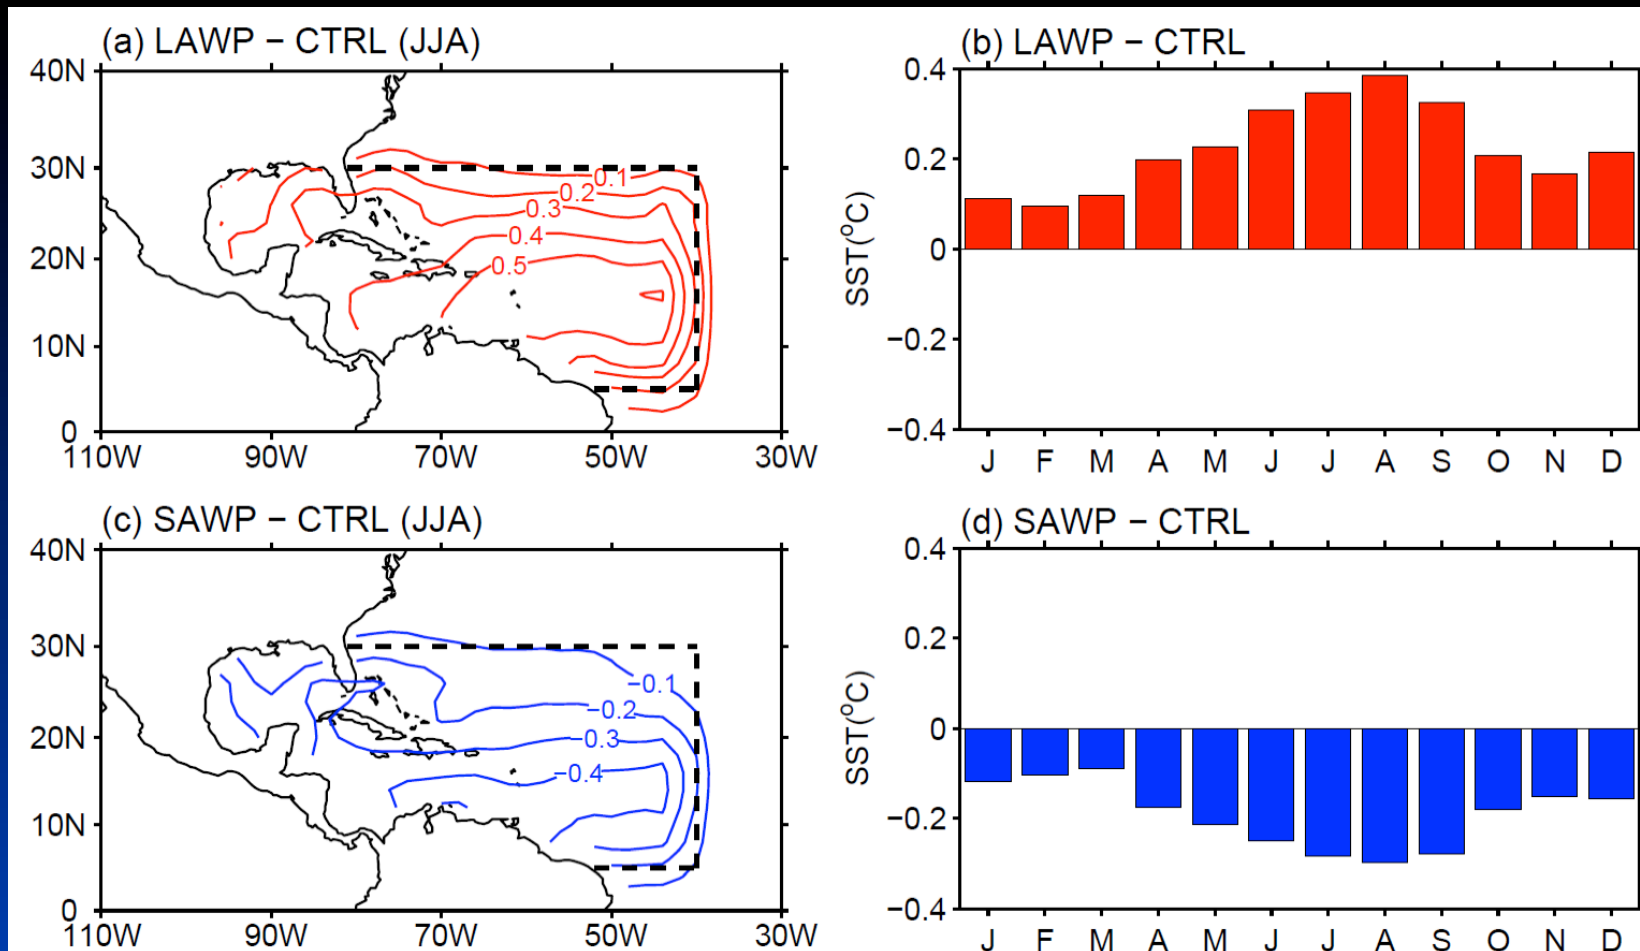 (a) LAWP − CTRL (JJA)
40N
30N
20N
10N
0
110W 90W 70W 50W 30W
0.1
0.2
0.3
0.4
0.5
(b) LAWP − CTRL
SST(°C)
0.4
0.2
0
−0.2
−0.4
J F M A M J J A S O N D
(c) SAWP − CTRL (JJA)
40N
30N
20N
10N
0
110W 90W 70W 50W 30W
−0.1
−0.2
−0.3
−0.4
(d) SAWP − CTRL
SST(°C)
0.4
0.2
0
−0.2
−0.4
J F M A M J J A S O N D